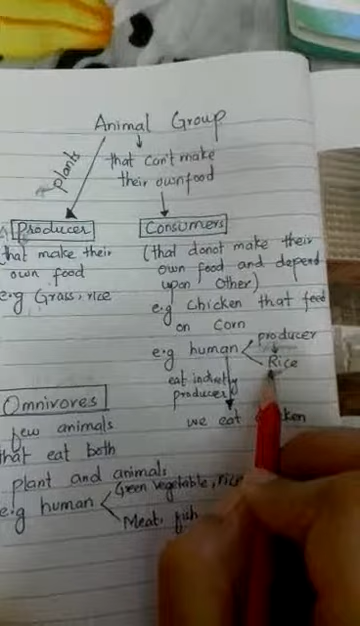 Animal Group
plants
that can't make
their own food
Producer
that make their
own food
e.g Grass, rice
Consumers
(that donot make their
own food and depend
upon other)
e.g chicken that feed
on corn
e.g human
producer
Rice
eat indirectly
producer
we eat
Omnivores
few animals
that eat both
plant and animals
e.g human
Green vegetable, rice
Meat, fish